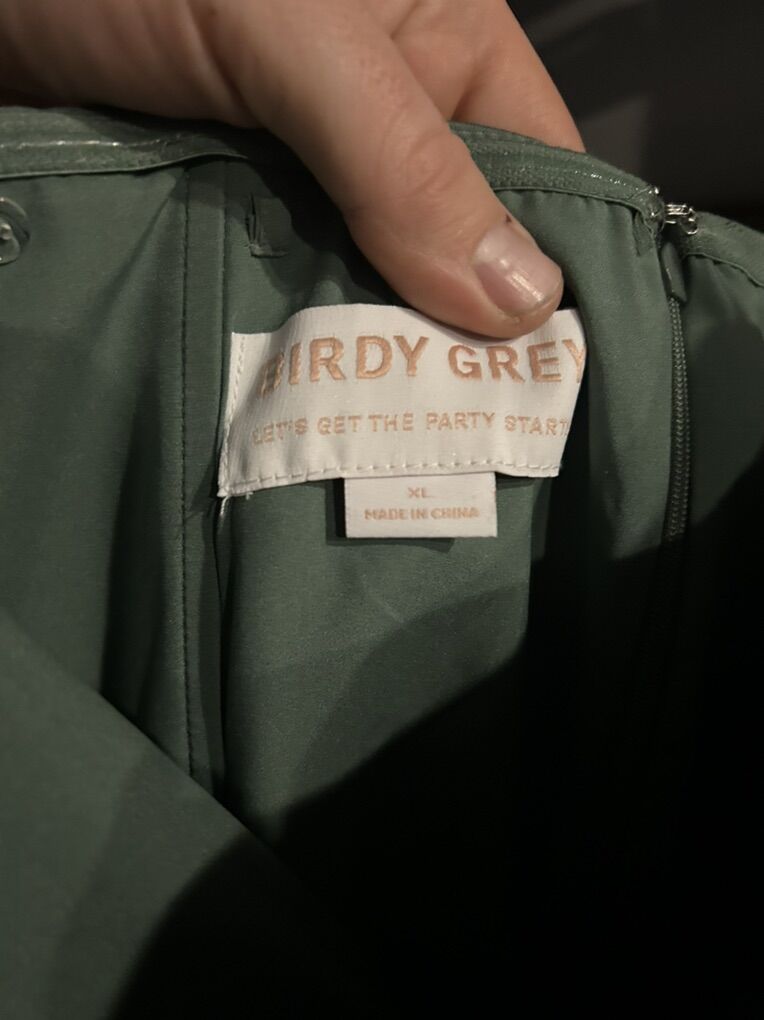 BIRDY GREY
LET'S GET THE PARTY START
XL
MADE IN CHINA